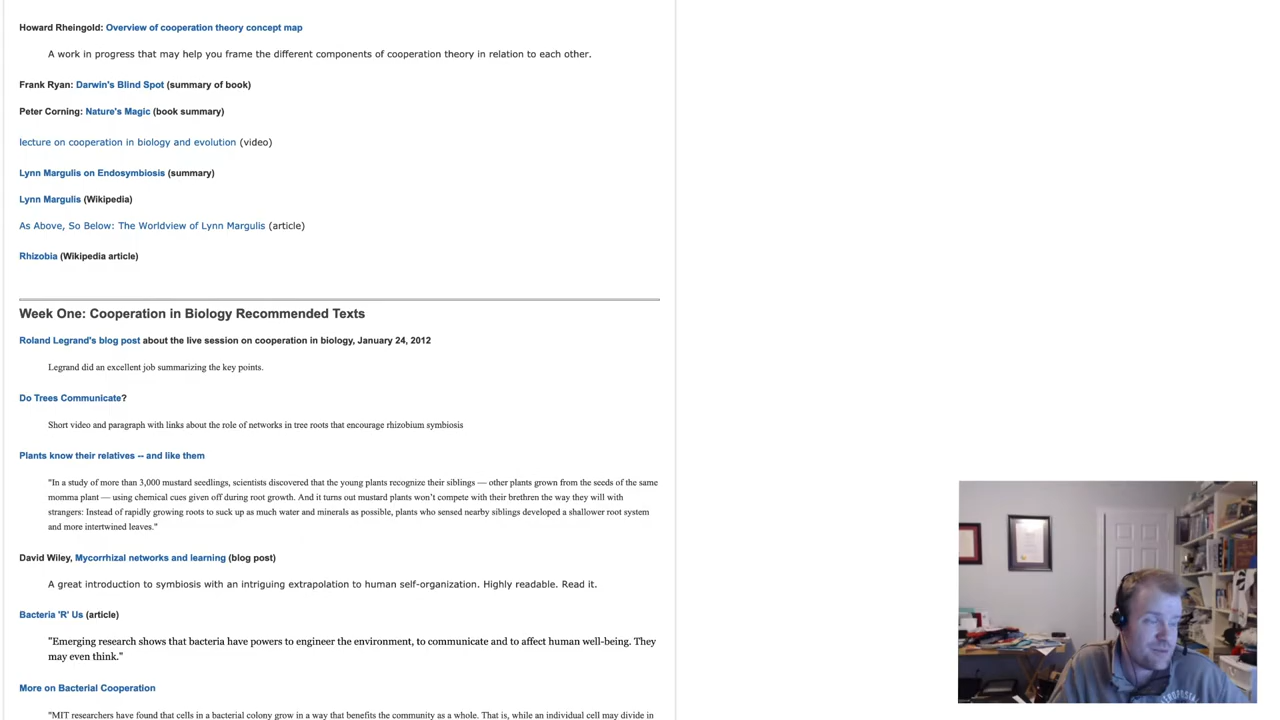 Howard Rheingold: Overview of cooperation theory concept map
A work in progress that may help you frame the different components of cooperation theory in relation to each other.
Frank Ryan: Darwin's Blind Spot (summary of book)
Peter Corning: Nature's Magic (book summary)
lecture on cooperation in biology and evolution (video)
Lynn Margulis on Endosymbiosis (summary)
Lynn Margulis (Wikipedia)
As Above, So Below: The Worldview of Lynn Margulis (article)
Rhizobia (Wikipedia article)
Week One: Cooperation in Biology Recommended Texts
Roland Legrand's blog post about the live session on cooperation in biology, January 24, 2012
Legrand did an excellent job summarizing the key points.
Do Trees Communicate?
Short video and paragraph with links about the role of networks in tree roots that encourage rhizobium symbiosis
Plants know their relatives -- and like them
"In a study of more than 3,000 mustard seedlings, scientists discovered that the young plants recognize their siblings — other plants grown from the seeds of the same
momma plant — using chemical cues given off during root growth. And it turns out mustard plants won't compete with their brethren the way they will with
strangers: Instead of rapidly growing roots to suck up as much water and minerals as possible, plants who sensed nearby siblings developed a shallower root system
and more intertwined leaves."
David Wiley, Mycorrhizal networks and learning (blog post)
A great introduction to symbiosis with an intriguing extrapolation to human self-organization. Highly readable. Read it.
Bacteria 'R' Us (article)
"Emerging research shows that bacteria have powers to engineer the environment, to communicate and to affect human well-being. They
may even think."
More on Bacterial Cooperation
"MIT researchers have found that cells in a bacterial colony grow in a way that benefits the community as a whole. That is, while an individual cell may divide in